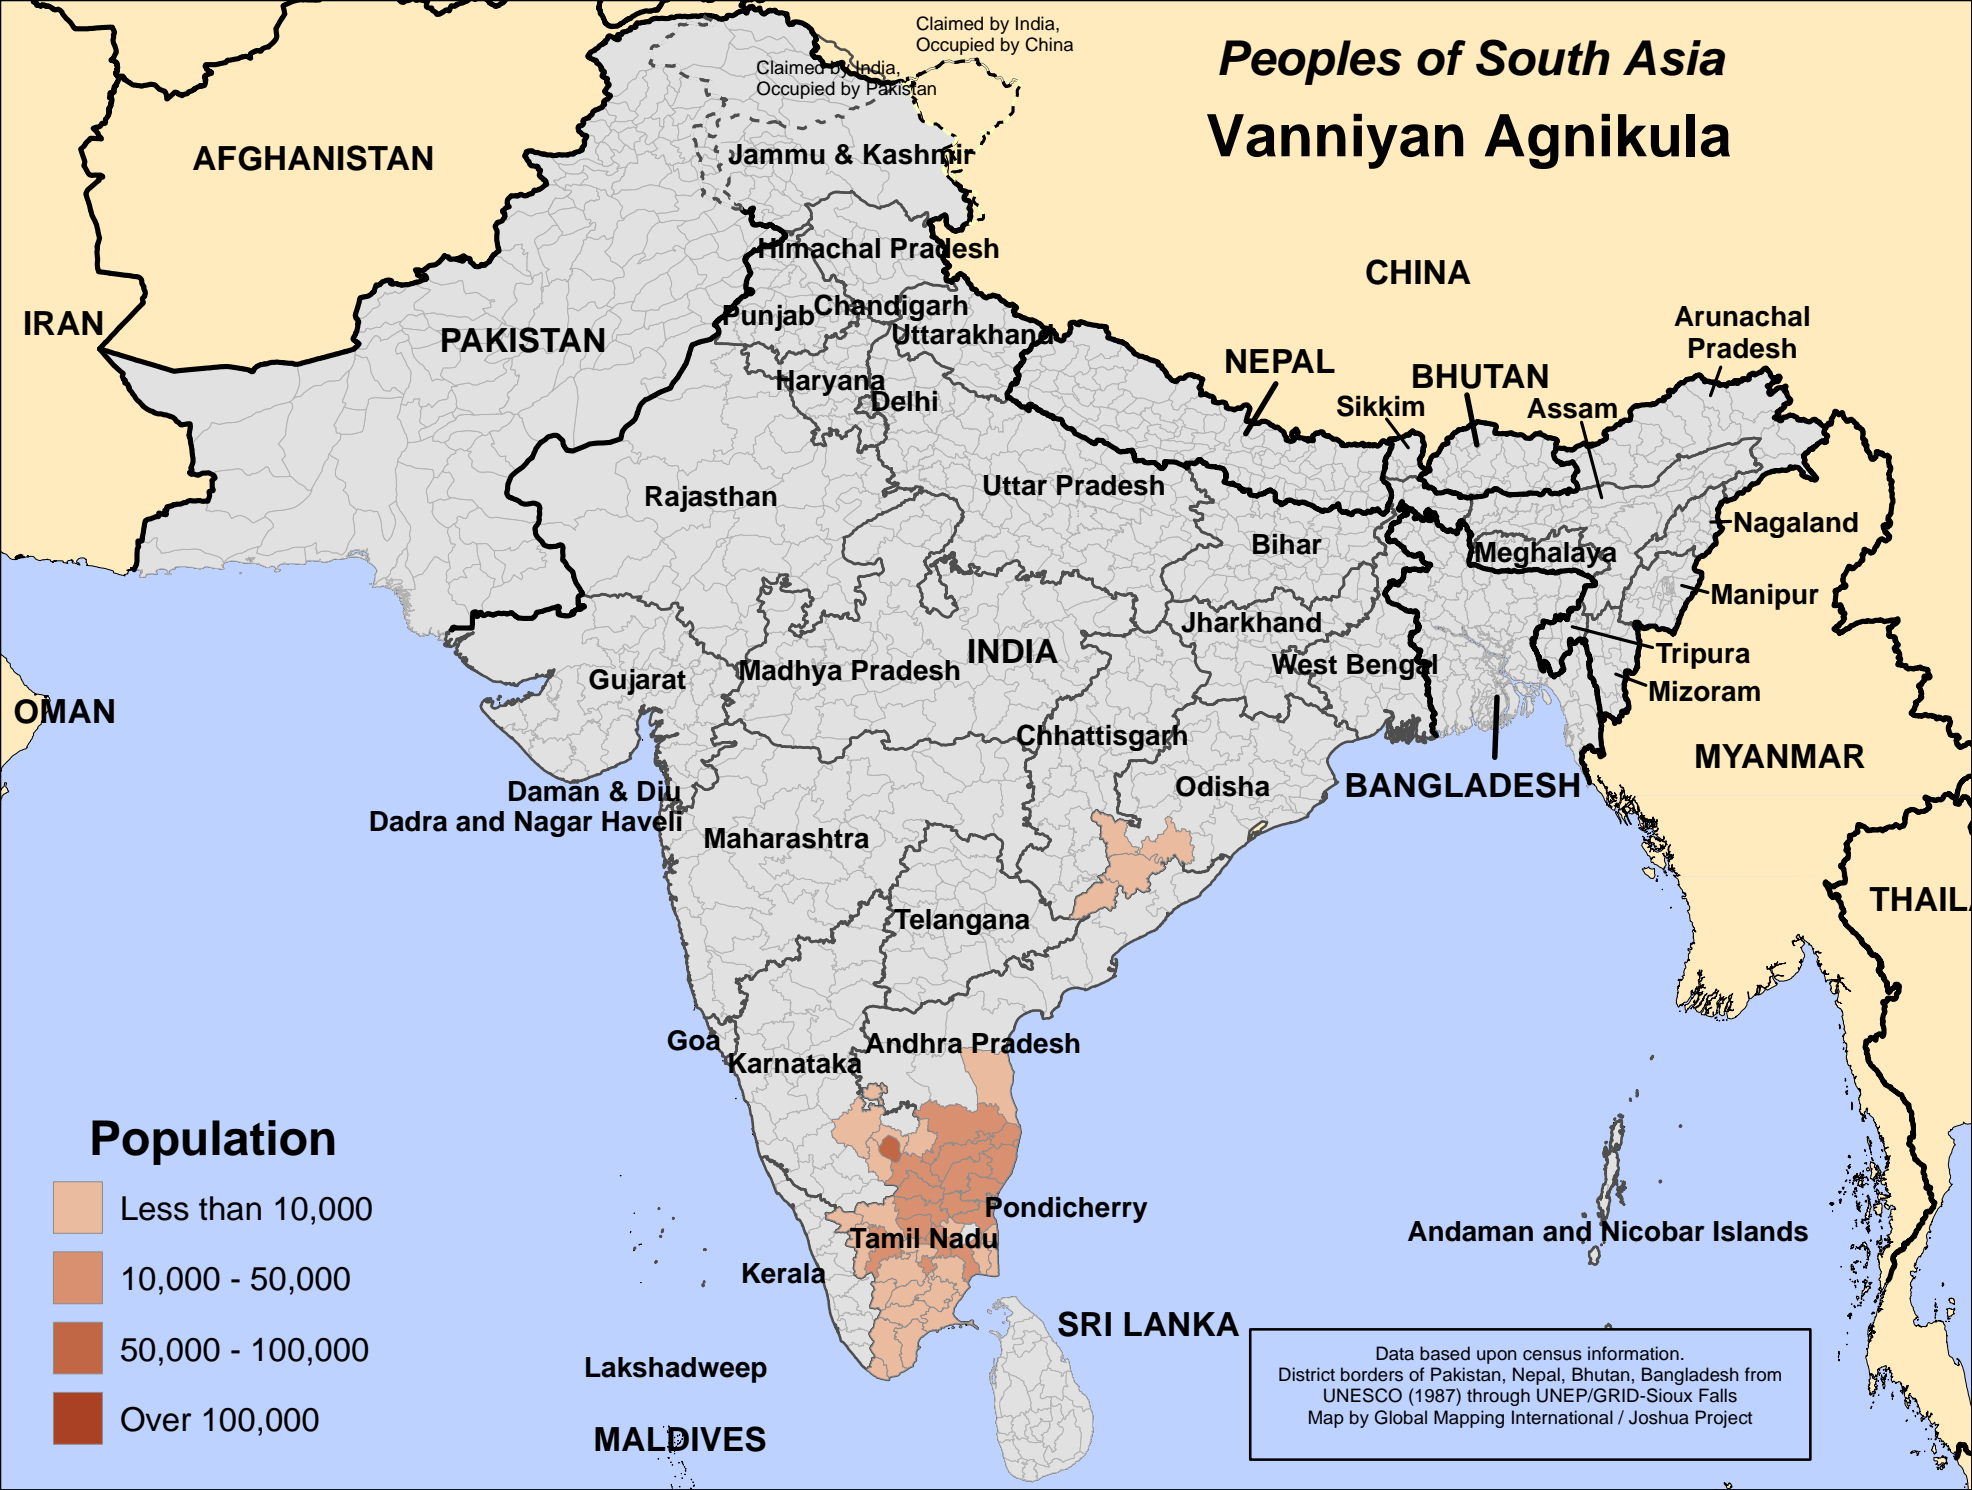 Peoples of South Asia
Vanniyan Agnikula
Claimed by India,
Occupied by China
Claimed by India,
Occupied by Pakistan
AFGHANISTAN
Jammu & Kashmir
Himachal Pradesh
CHINA
IRAN
PAKISTAN
Punjab
Chandigarh
Uttarakhand
Arunachal
Pradesh
NEPAL
BHUTAN
Haryana
Delhi
Sikkim
Assam
Rajasthan
Uttar Pradesh
Nagaland
Bihar
Meghalaya
Manipur
Jharkhand
INDIA
Tripura
West Bengal
Madhya Pradesh
Gujarat
Mizoram
OMAN
Chhattisgarh
MYANMAR
Odisha
BANGLADESH
Daman & Diu
Dadra and Nagar Haveli
Maharashtra
THAIL
Telangana
Goa
Andhra Pradesh
Karnataka
Pondicherry
Tamil Nadu
Andaman and Nicobar Islands
Kerala
SRI LANKA
Lakshadweep
MALDIVES
Population
Less than 10,000
10,000 - 50,000
50,000 - 100,000
Over 100,000
Data based upon census information.
District borders of Pakistan, Nepal, Bhutan, Bangladesh from
UNESCO (1987) through UNEP/GRID-Sioux Falls
Map by Global Mapping International / Joshua Project